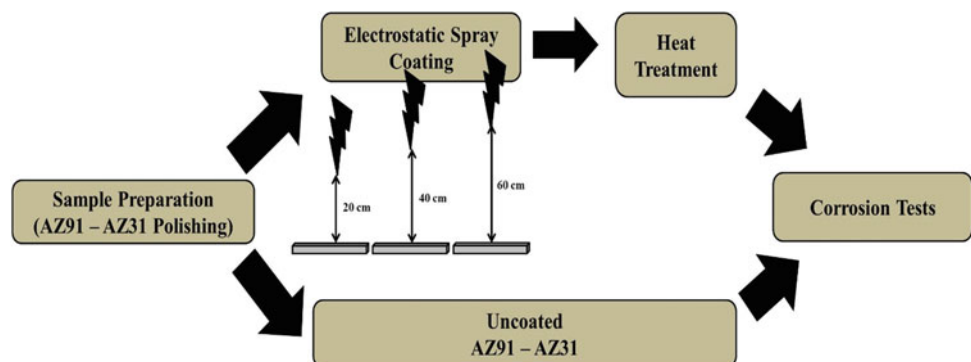 Electrostatic Spray
Coating
Heat
Treatment
20 cm
40 cm
60 cm
Sample Preparation
(AZ91 – AZ31 Polishing)
Corrosion Tests
Uncoated
AZ91 – AZ31